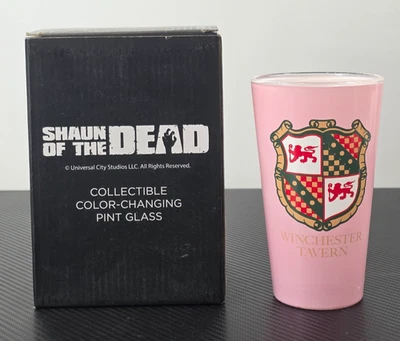 SHAUN
OF THE DEAD
© Universal City Studios LLC. All Rights Reserved.
COLLECTIBLE
COLOR-CHANGING
PINT GLASS
WINCHESTER
TAVERN